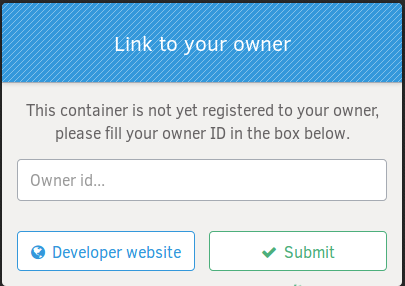 Link to your owner
This container is not yet registered to your owner,
please fill your owner ID in the box below.
Owner id...
Developer website
Submit